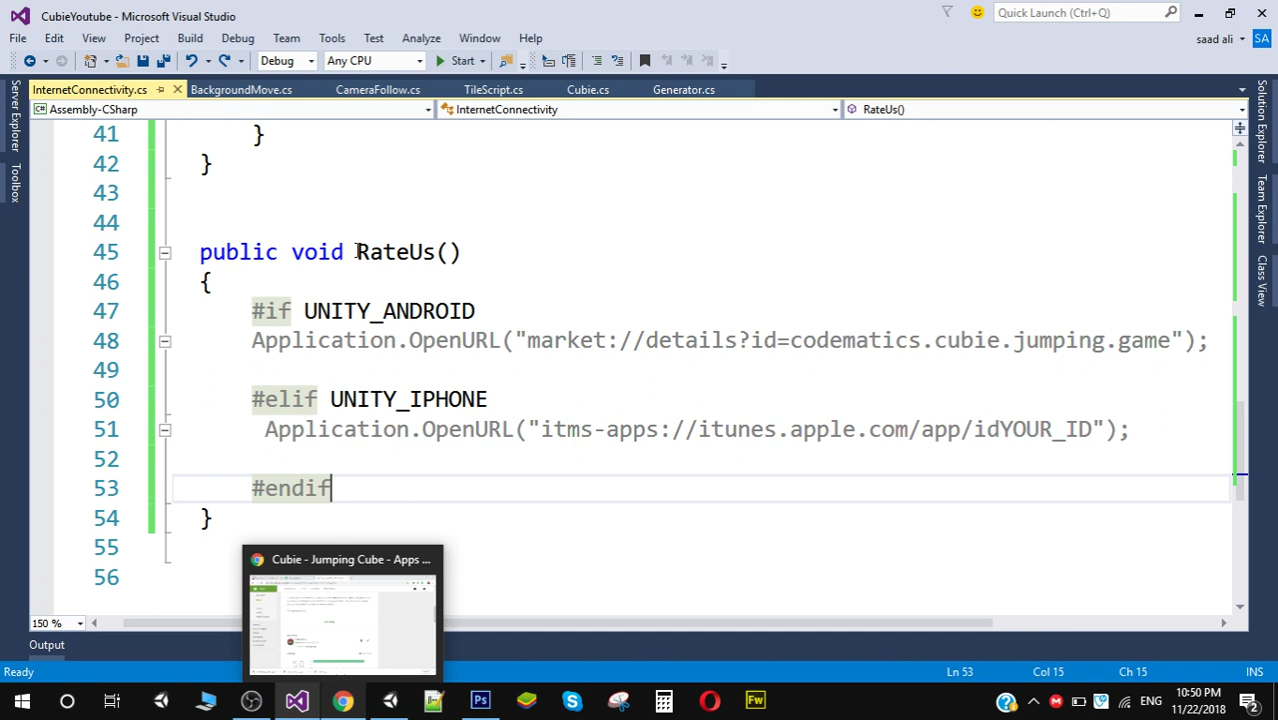 CubieYoutube - Microsoft Visual Studio
Quick Launch (Ctrl+Q)
File Edit View Project Build Debug Team Tools Test Analyze Window Help
saad ali SA
Debug Any CPU Start
InternetConnectivity.cs BackgroundMove.cs CameraFollow.cs TileScript.cs Cubie.cs Generator.cs
Assembly-CSharp InternetConnectivity RateUs()
Server Explorer
Toolbox
Solution Explorer
Team Explorer
Class View
41 }
42 }
43
44
45 public void RateUs()
46 {
47 #if UNITY_ANDROID
48 Application.OpenURL("market://details?id=codematics.cubie.jumping.game");
49
50 #elif UNITY_IPHONE
51 Application.OpenURL("itms-apps://itunes.apple.com/app/idYOUR_ID");
52
53 #endif
54 }
55
56
Cubie - Jumping Cube - Apps ...
150 %
Output
Ready Ln 53 Col 15 Ch 15 INS
Ps Fw
ENG
10:50 PM
11/22/2018
2